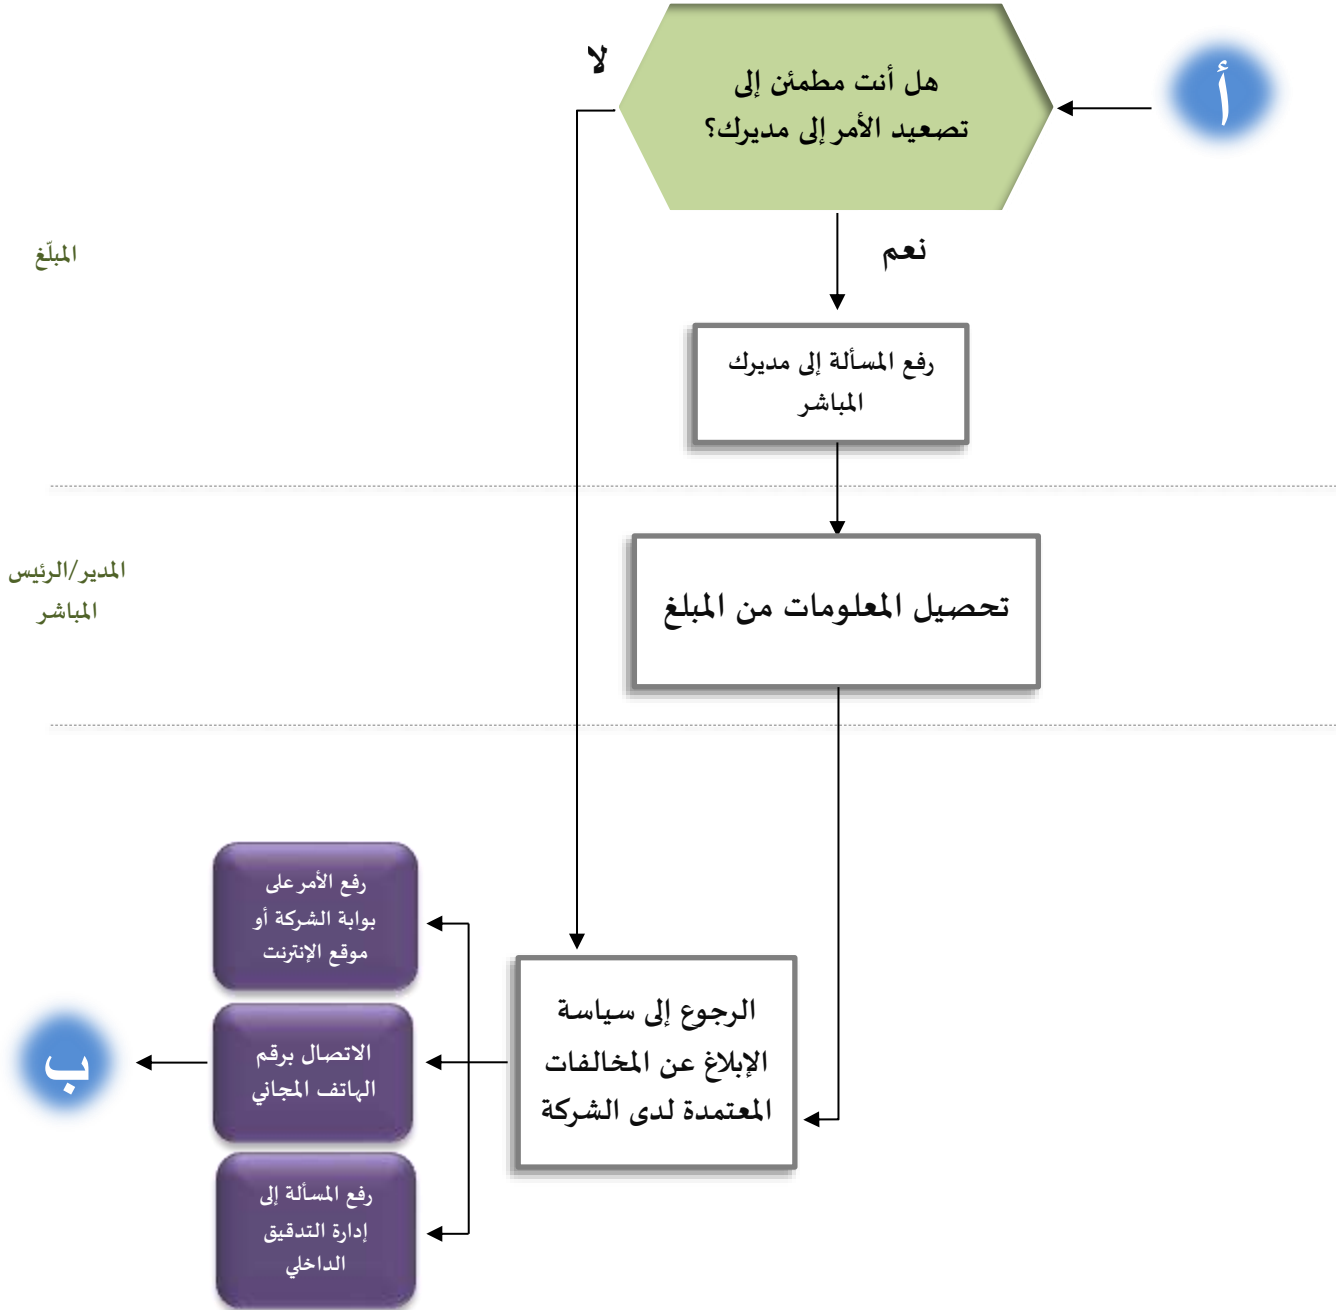 أ
هل أنت مطمئن إلى
تصعيد الأمر إلى مديرك؟
لا
نعم
المبلّغ
رفع المسألة إلى مديرك
المباشر
المدير/الرئيس
المباشر
تحصيل المعلومات من المبلغ
الرجوع إلى سياسة
الإبلاغ عن المخالفات
المعتمدة لدى الشركة
رفع الأمر على
بوابة الشركة أو
موقع الإنترنت
الاتصال برقم
الهاتف المجاني
رفع المسألة إلى
إدارة التدقيق
الداخلي
ب